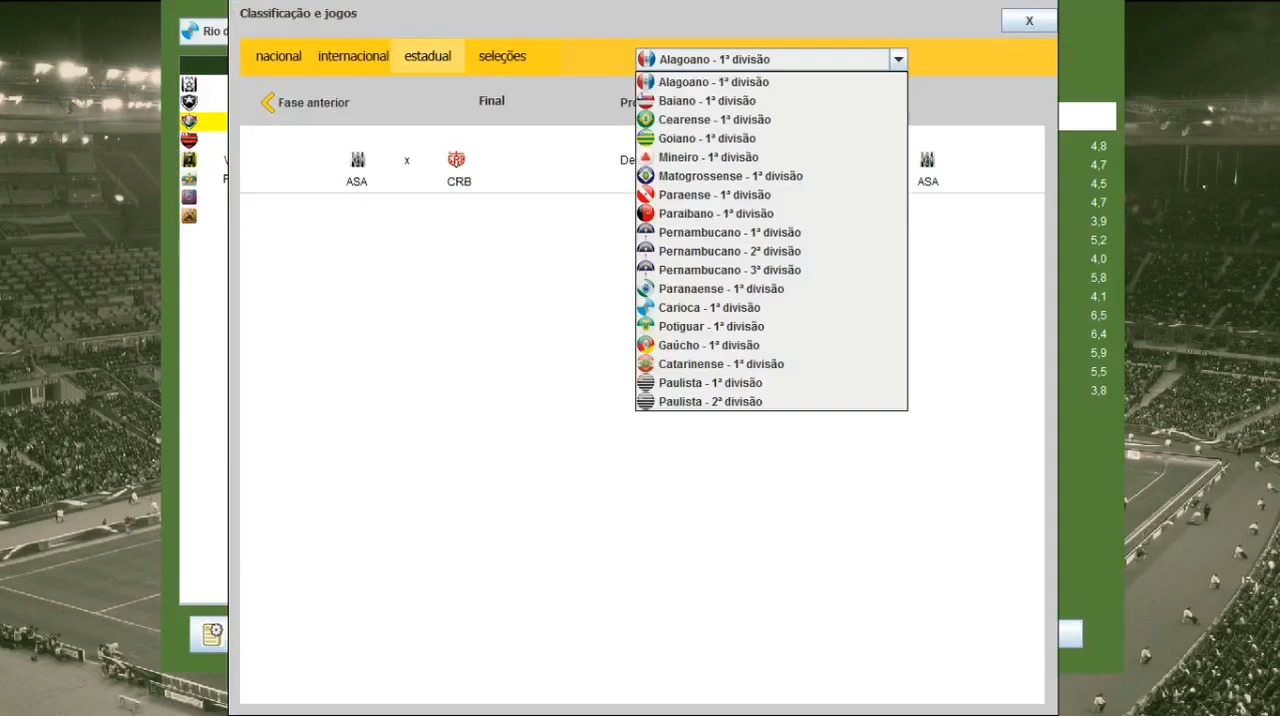 Classificação e jogos
X
Rio d
nacional internacional estadual seleções
Alagoano - 1ª divisão
Fase anterior Final Pr
Alagoano - 1ª divisão
Baiano - 1ª divisão
Cearense - 1ª divisão
Goiano - 1ª divisão
Mineiro - 1ª divisão
Matogrossense - 1ª divisão
Paraense - 1ª divisão
Paraibano - 1ª divisão
Pernambucano - 1ª divisão
Pernambucano - 2ª divisão
Pernambucano - 3ª divisão
Paranaense - 1ª divisão
Carioca - 1ª divisão
Potiguar - 1ª divisão
Gaúcho - 1ª divisão
Catarinense - 1ª divisão
Paulista - 1ª divisão
Paulista - 2ª divisão
x De
ASA CRB ASA
4,8
4,7
4,5
4,7
3,9
5,2
4,0
5,8
4,1
6,5
6,4
5,9
5,5
3,8